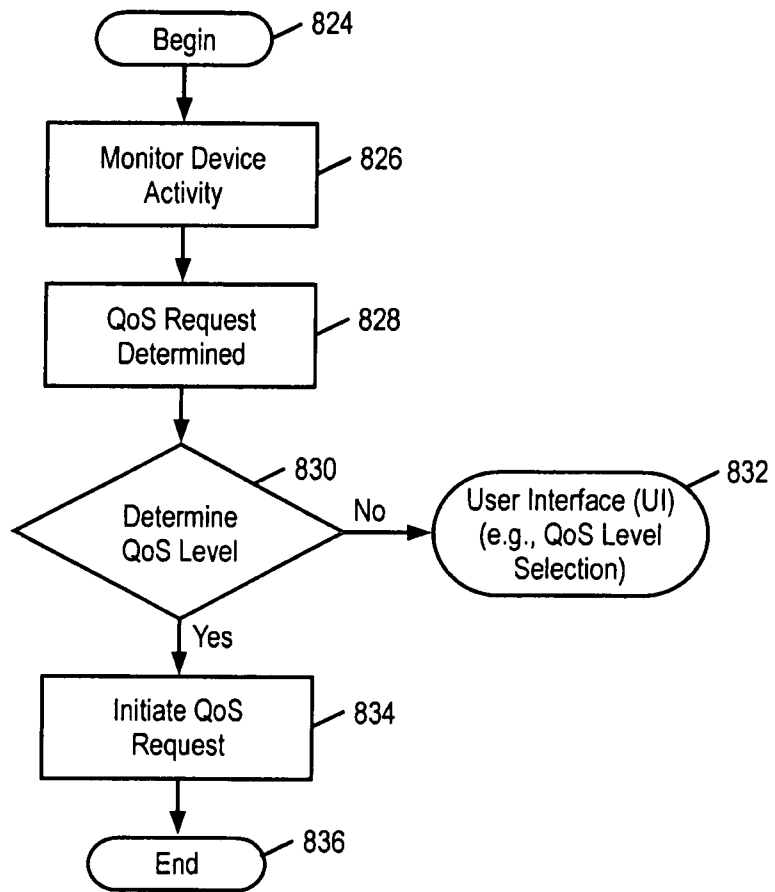 Begin
824
Monitor Device
Activity
826
QoS Request
Determined
828
830
Determine
QoS Level
No
832
User Interface (UI)
(e.g., QoS Level
Selection)
Yes
Initiate QoS
Request
834
End
836